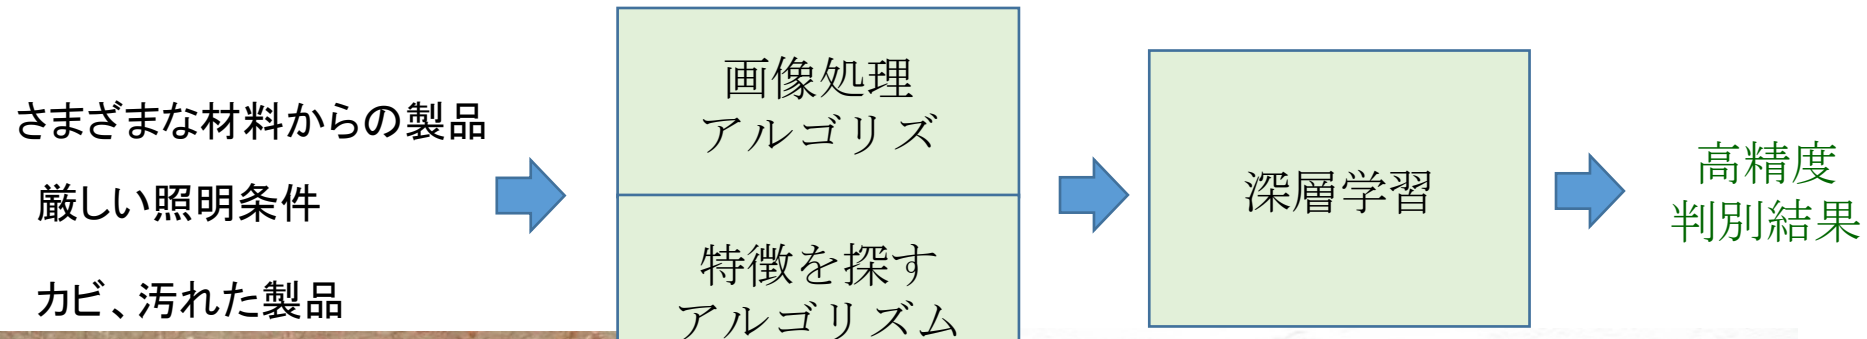 さまざまな材料からの製品
厳しい照明条件
カビ、汚れた製品
画像処理
アルゴリズ
特徴を探す
アルゴリズム
深層学習
高精度
判別結果